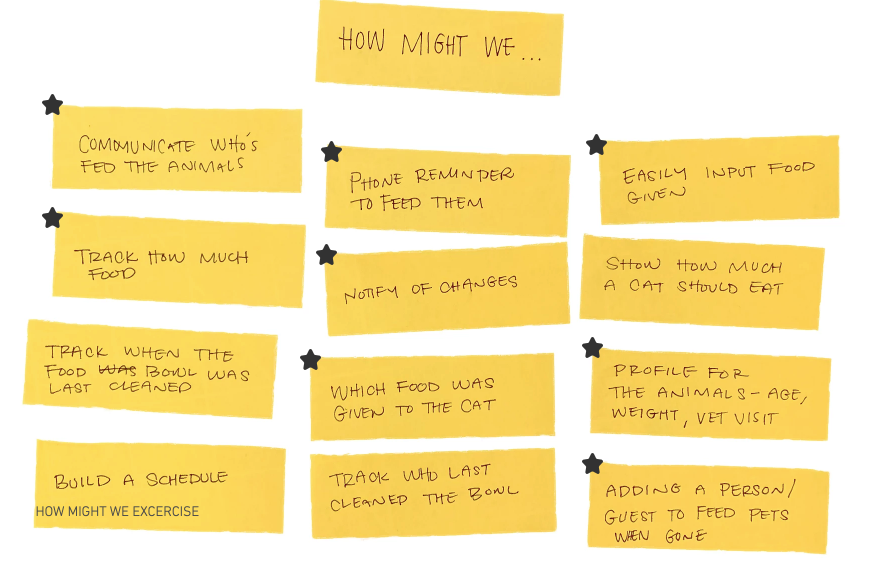 HOW MIGHT WE...
COMMUNICATE WHO'S
FED THE ANIMALS
TRACK HOW MUCH
FOOD
TRACK WHEN THE
FOOD WAS BOWL WAS
LAST CLEANED
BUILD A SCHEDULE
HOW MIGHT WE EXCERCISE
PHONE REMINDER
TO FEED THEM
NOTIFY OF CHANGES
WHICH FOOD WAS
GIVEN TO THE CAT
TRACK WHO LAST
CLEANED THE BOWL
EASILY INPUT FOOD
GIVEN
SHOW HOW MUCH
A CAT SHOULD EAT
PROFILE FOR
THE ANIMALS - AGE,
WEIGHT, VET VISIT
ADDING A PERSON/
GUEST TO FEED PETS
WHEN GONE